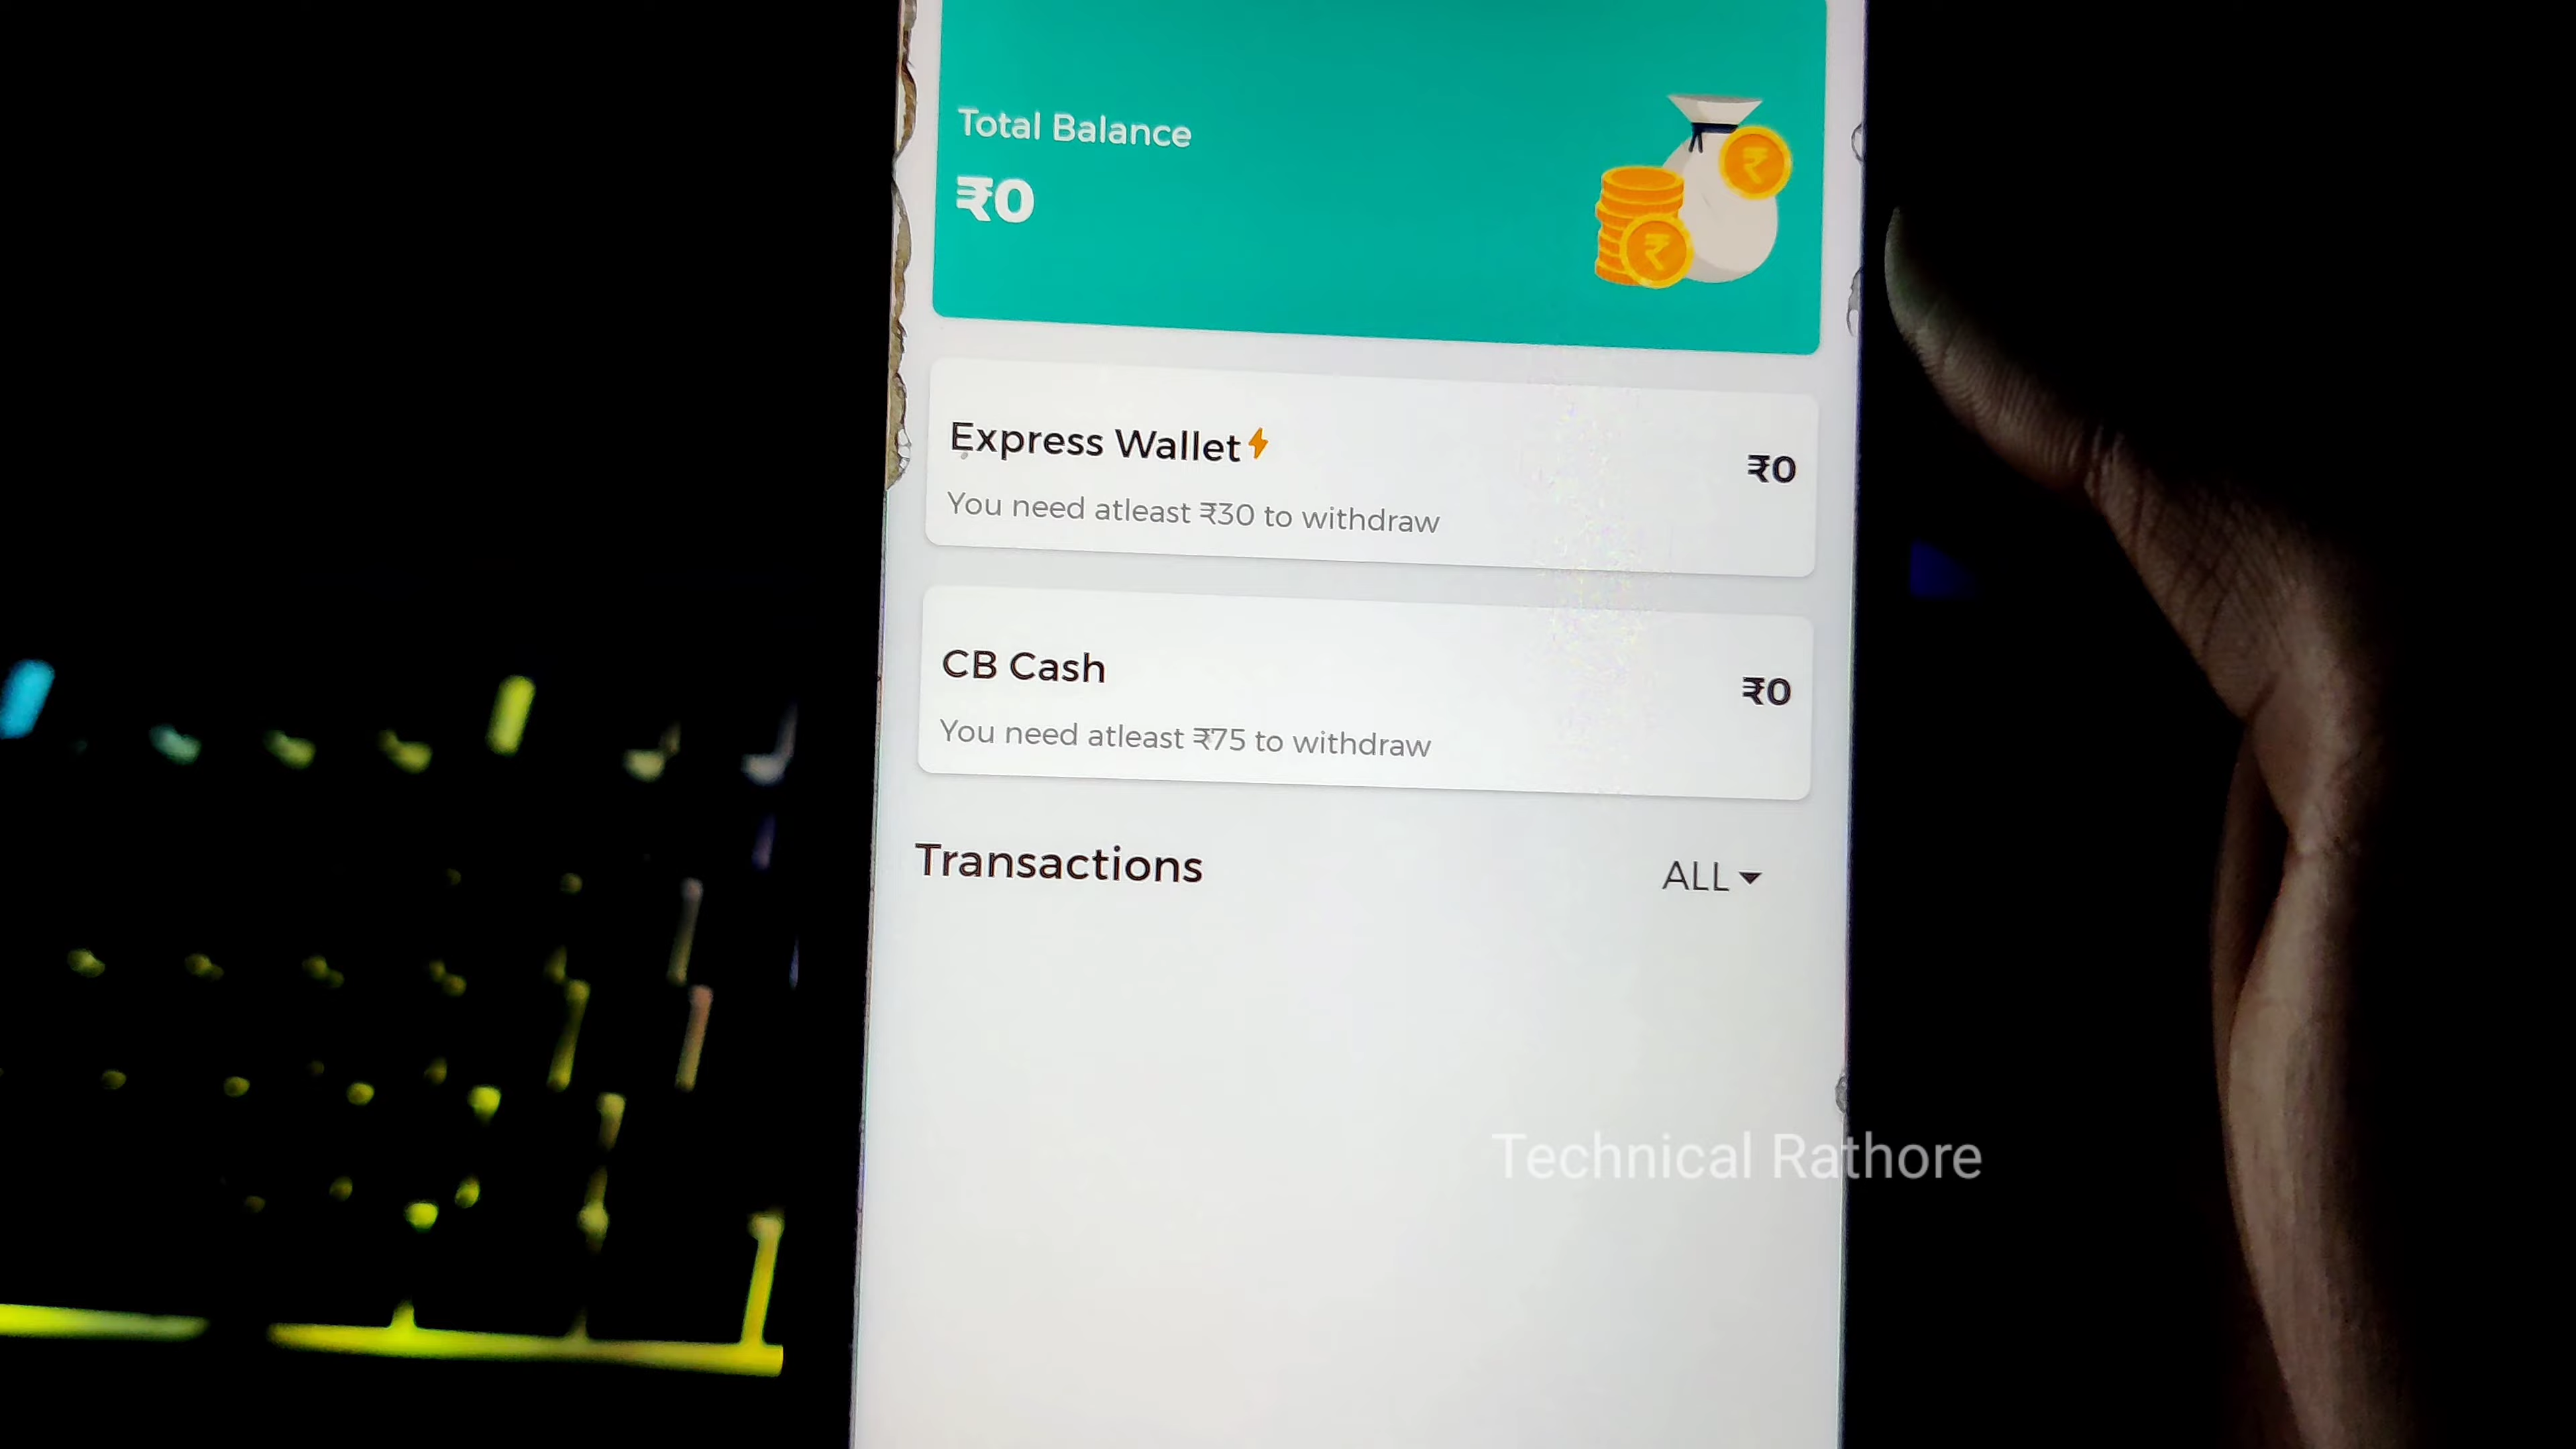 Total Balance
₹0
Express Wallet
₹0
You need atleast ₹30 to withdraw
CB Cash
₹0
You need atleast ₹75 to withdraw
Transactions
ALL
Technical Rathore